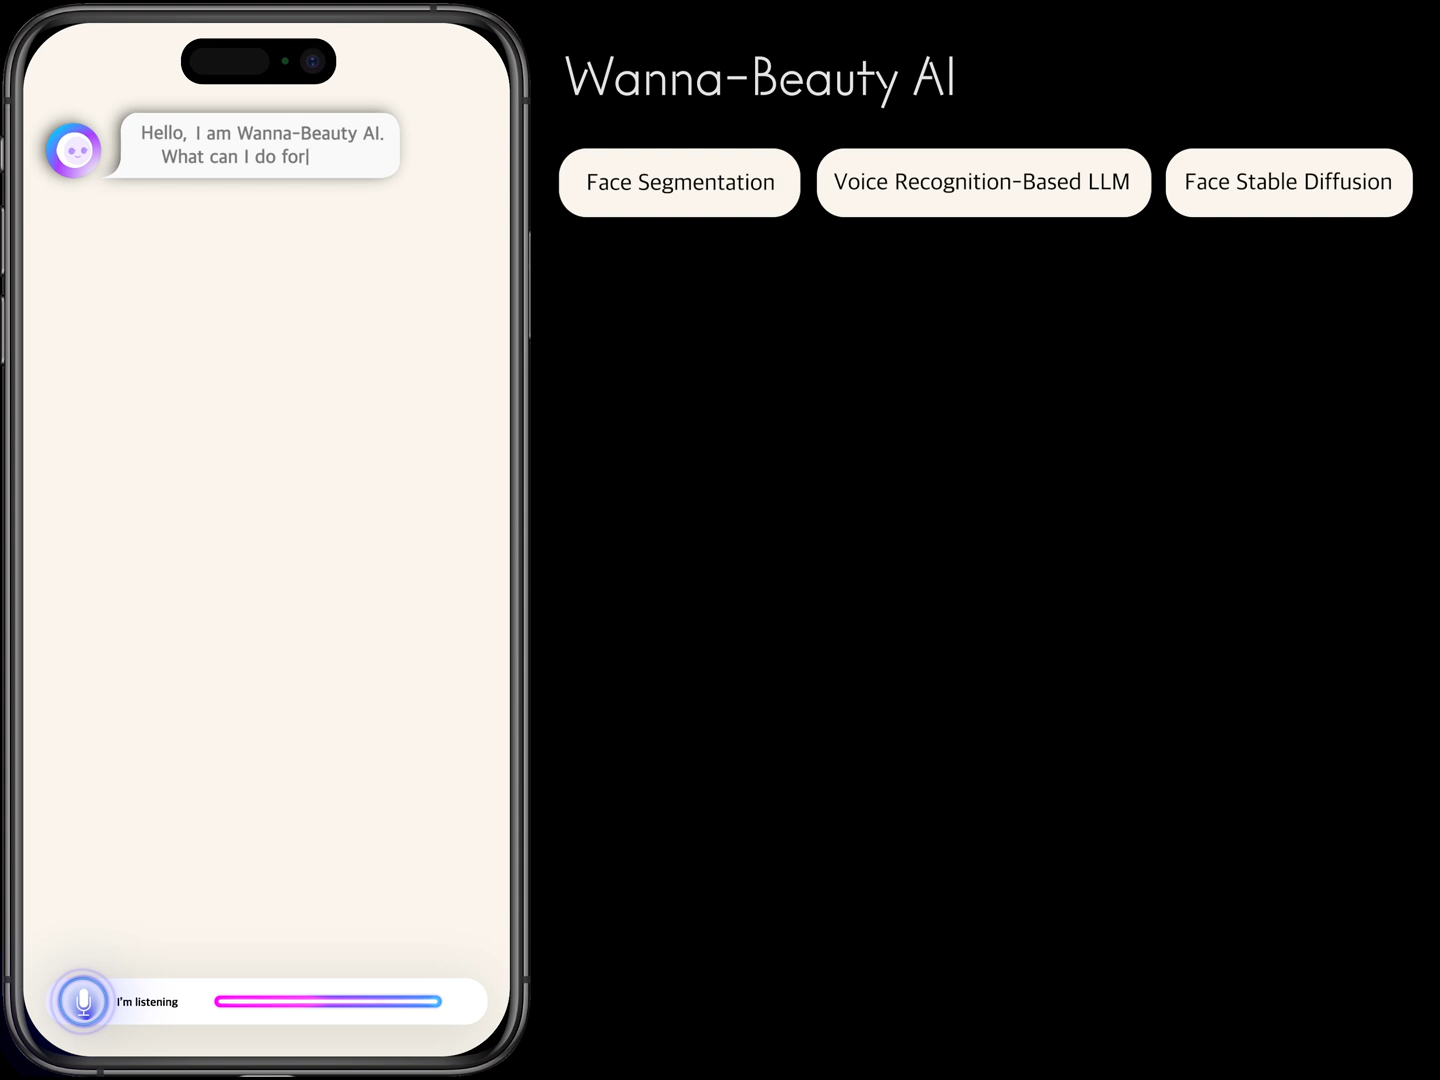 Wanna-Beauty AI
Hello, I am Wanna-Beauty AI.
What can I do for
Face Segmentation
Voice Recognition-Based LLM
Face Stable Diffusion
I'm listening